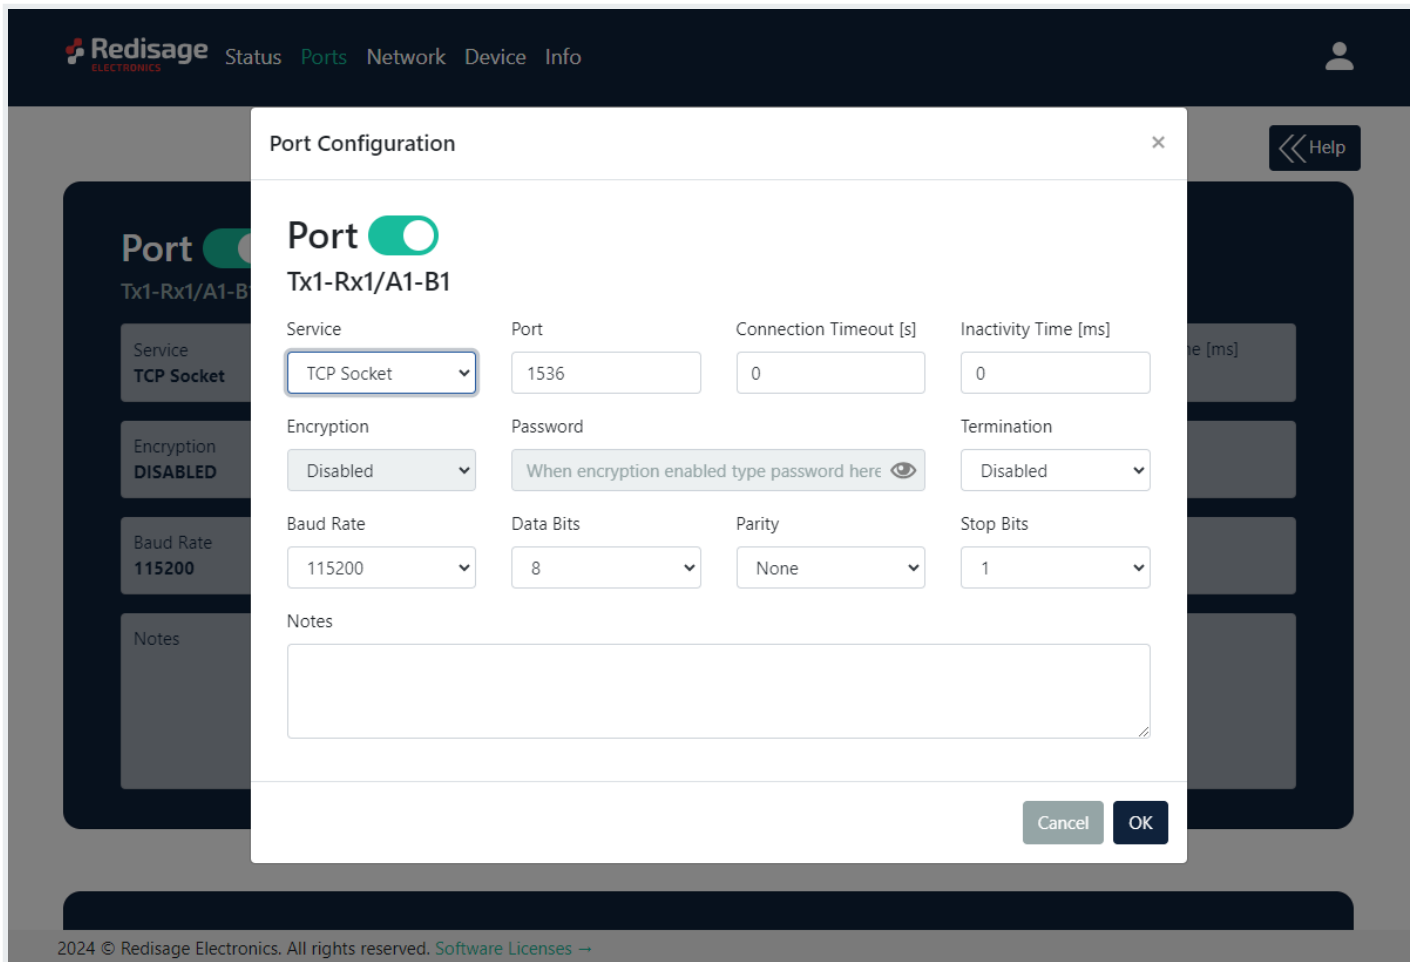 Redisage
ELECTRONICS
Status Ports Network Device Info
Port Configuration
×
Help
Port
Tx1-Rx1/A1-B1
Service Port Connection Timeout [s] Inactivity Time [ms]
TCP Socket 1536 0 0
Encryption Password Termination
Disabled When encryption enabled type password here Disabled
Baud Rate Data Bits Parity Stop Bits
115200 8 None 1
Notes
Cancel OK
Port
Tx1-Rx1/A1-B
Service
TCP Socket
Encryption
DISABLED
Baud Rate
115200
Notes
[ms]
2024 © Redisage Electronics. All rights reserved. Software Licenses →